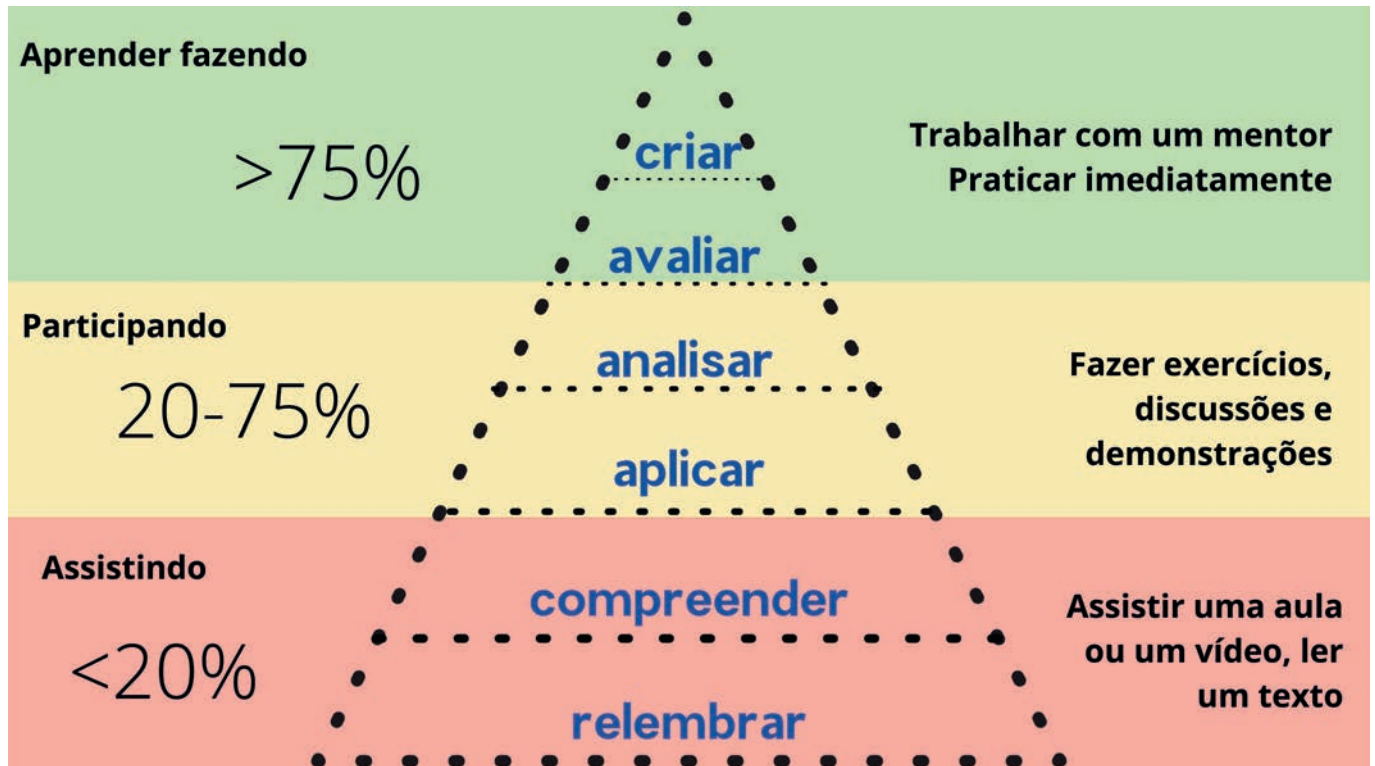 Aprender fazendo
>75%
criar
avaliar
Trabalhar com um mentor
Praticar imediatamente
Participando
20-75%
analisar
aplicar
Fazer exercícios,
discussões e
demonstrações
Assistindo
<20%
compreender
relembrar
Assistir uma aula
ou um vídeo, ler
um texto